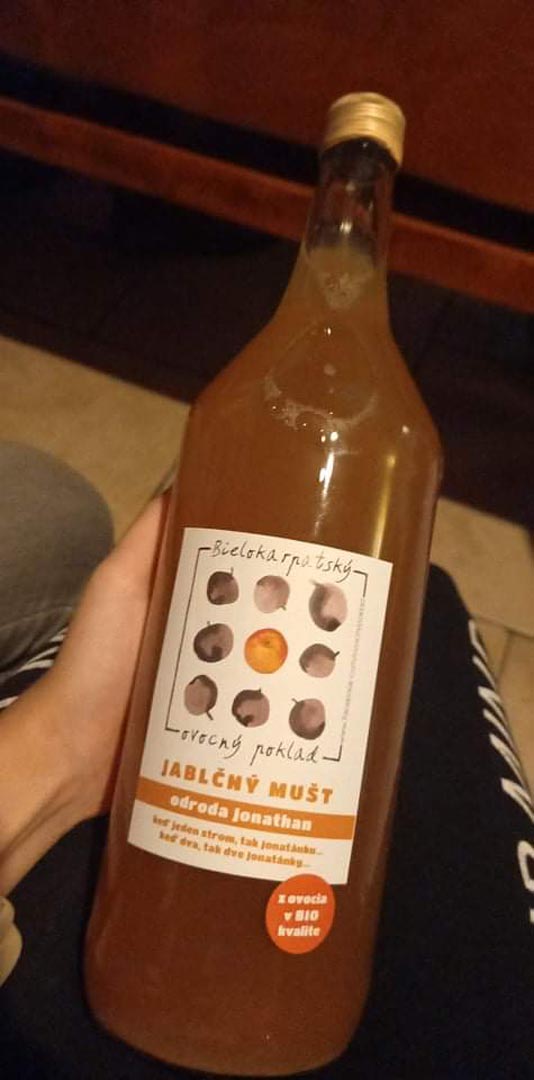 Bielokarpatský
ovocný poklad
JABLČNÝ MUŠT
odroda jonathan
keď jeden strom, tak jonatánku...
keď dva, tak dve jonatánky...
z ovocia
v BIO
kvalite